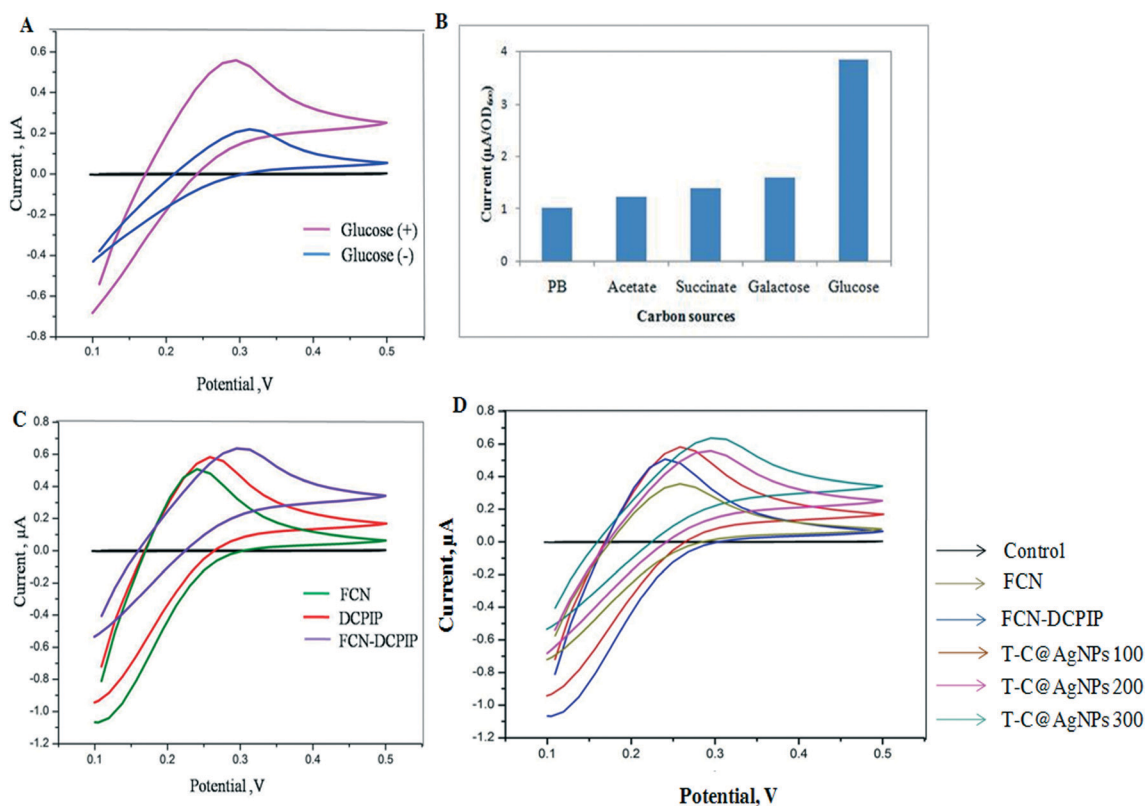 A
0.6
0.4
0.2
0.0
-0.2
-0.4
-0.6
-0.8
Current , μA
Glucose (+)
Glucose (-)
0.1 0.2 0.3 0.4 0.5
Potential ,V
B
4
3
2
1
0
Current (μA/OD₆₀₀)
PB Acetate Succinate Galactose Glucose
Carbon sources
C
0.8
0.6
0.4
0.2
0.0
-0.2
-0.4
-0.6
-0.8
-1.0
-1.2
Current, μA
FCN
DCPIP
FCN-DCPIP
0.1 0.2 0.3 0.4 0.5
Potential ,V
D
0.8
0.6
0.4
0.2
0.0
-0.2
-0.4
-0.6
-0.8
-1.0
-1.2
Current, μA
0.1 0.2 0.3 0.4 0.5
Potential, V
Control
FCN
FCN-DCPIP
T-C@AgNPs 100
T-C@AgNPs 200
T-C@AgNPs 300